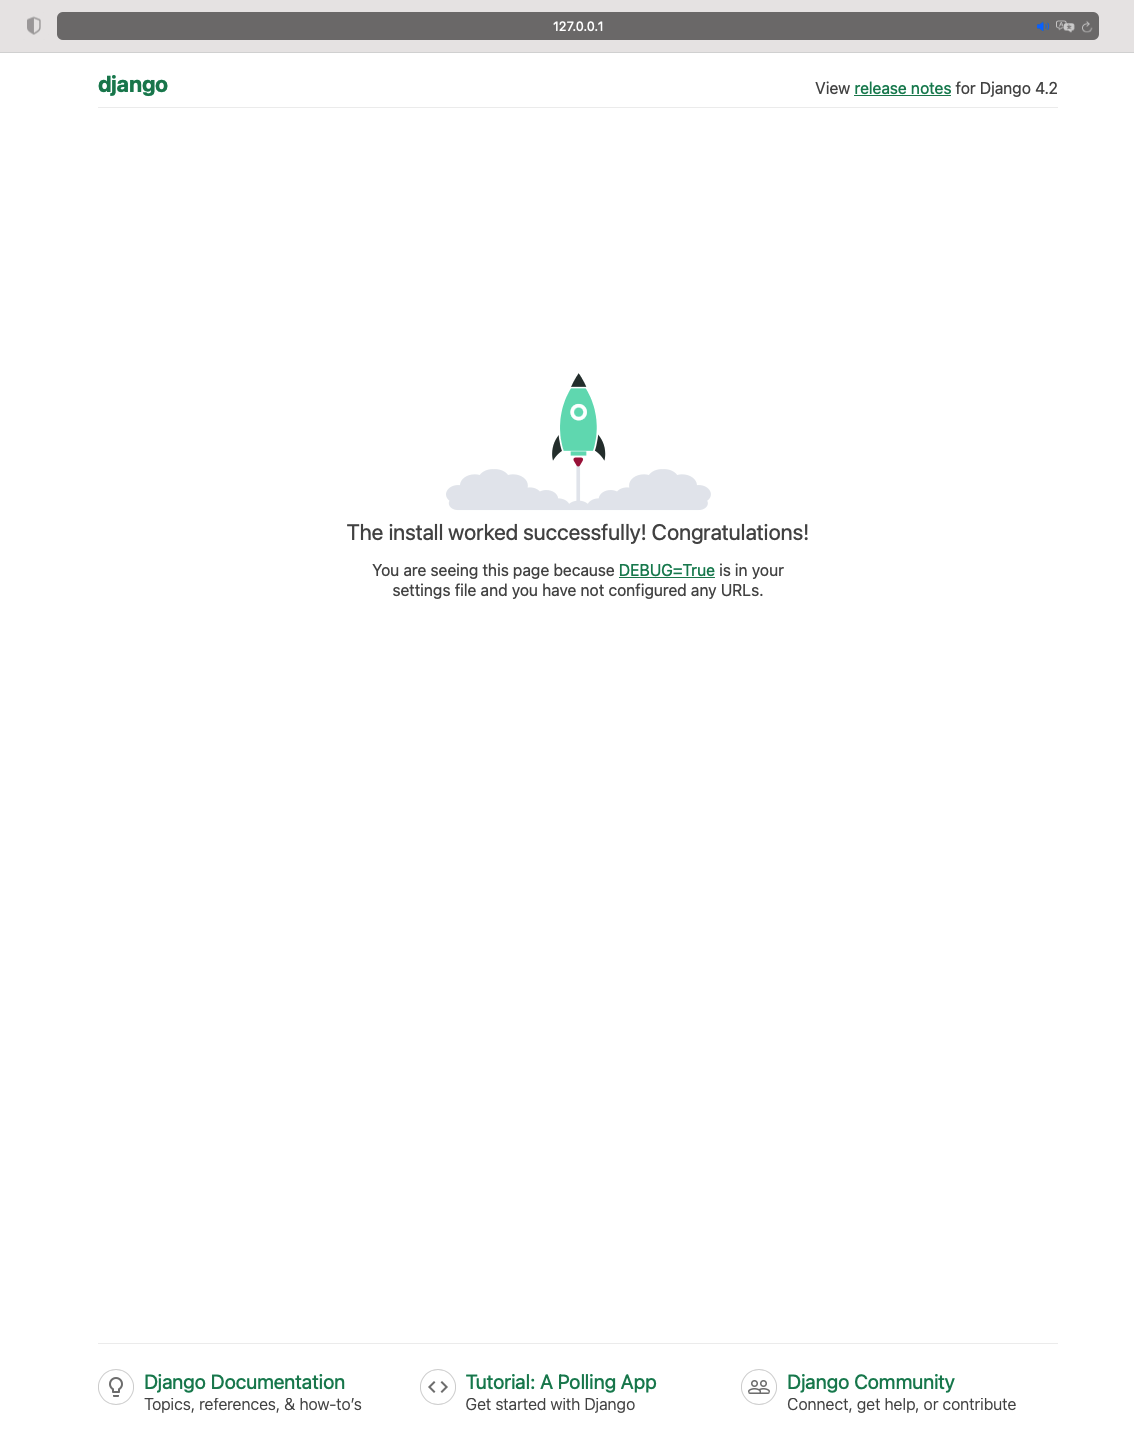 127.0.0.1
django
View release notes for Django 4.2
The install worked successfully! Congratulations!
You are seeing this page because DEBUG=True is in your
settings file and you have not configured any URLs.
Django Documentation
Topics, references, & how-to’s
Tutorial: A Polling App
Get started with Django
Django Community
Connect, get help, or contribute